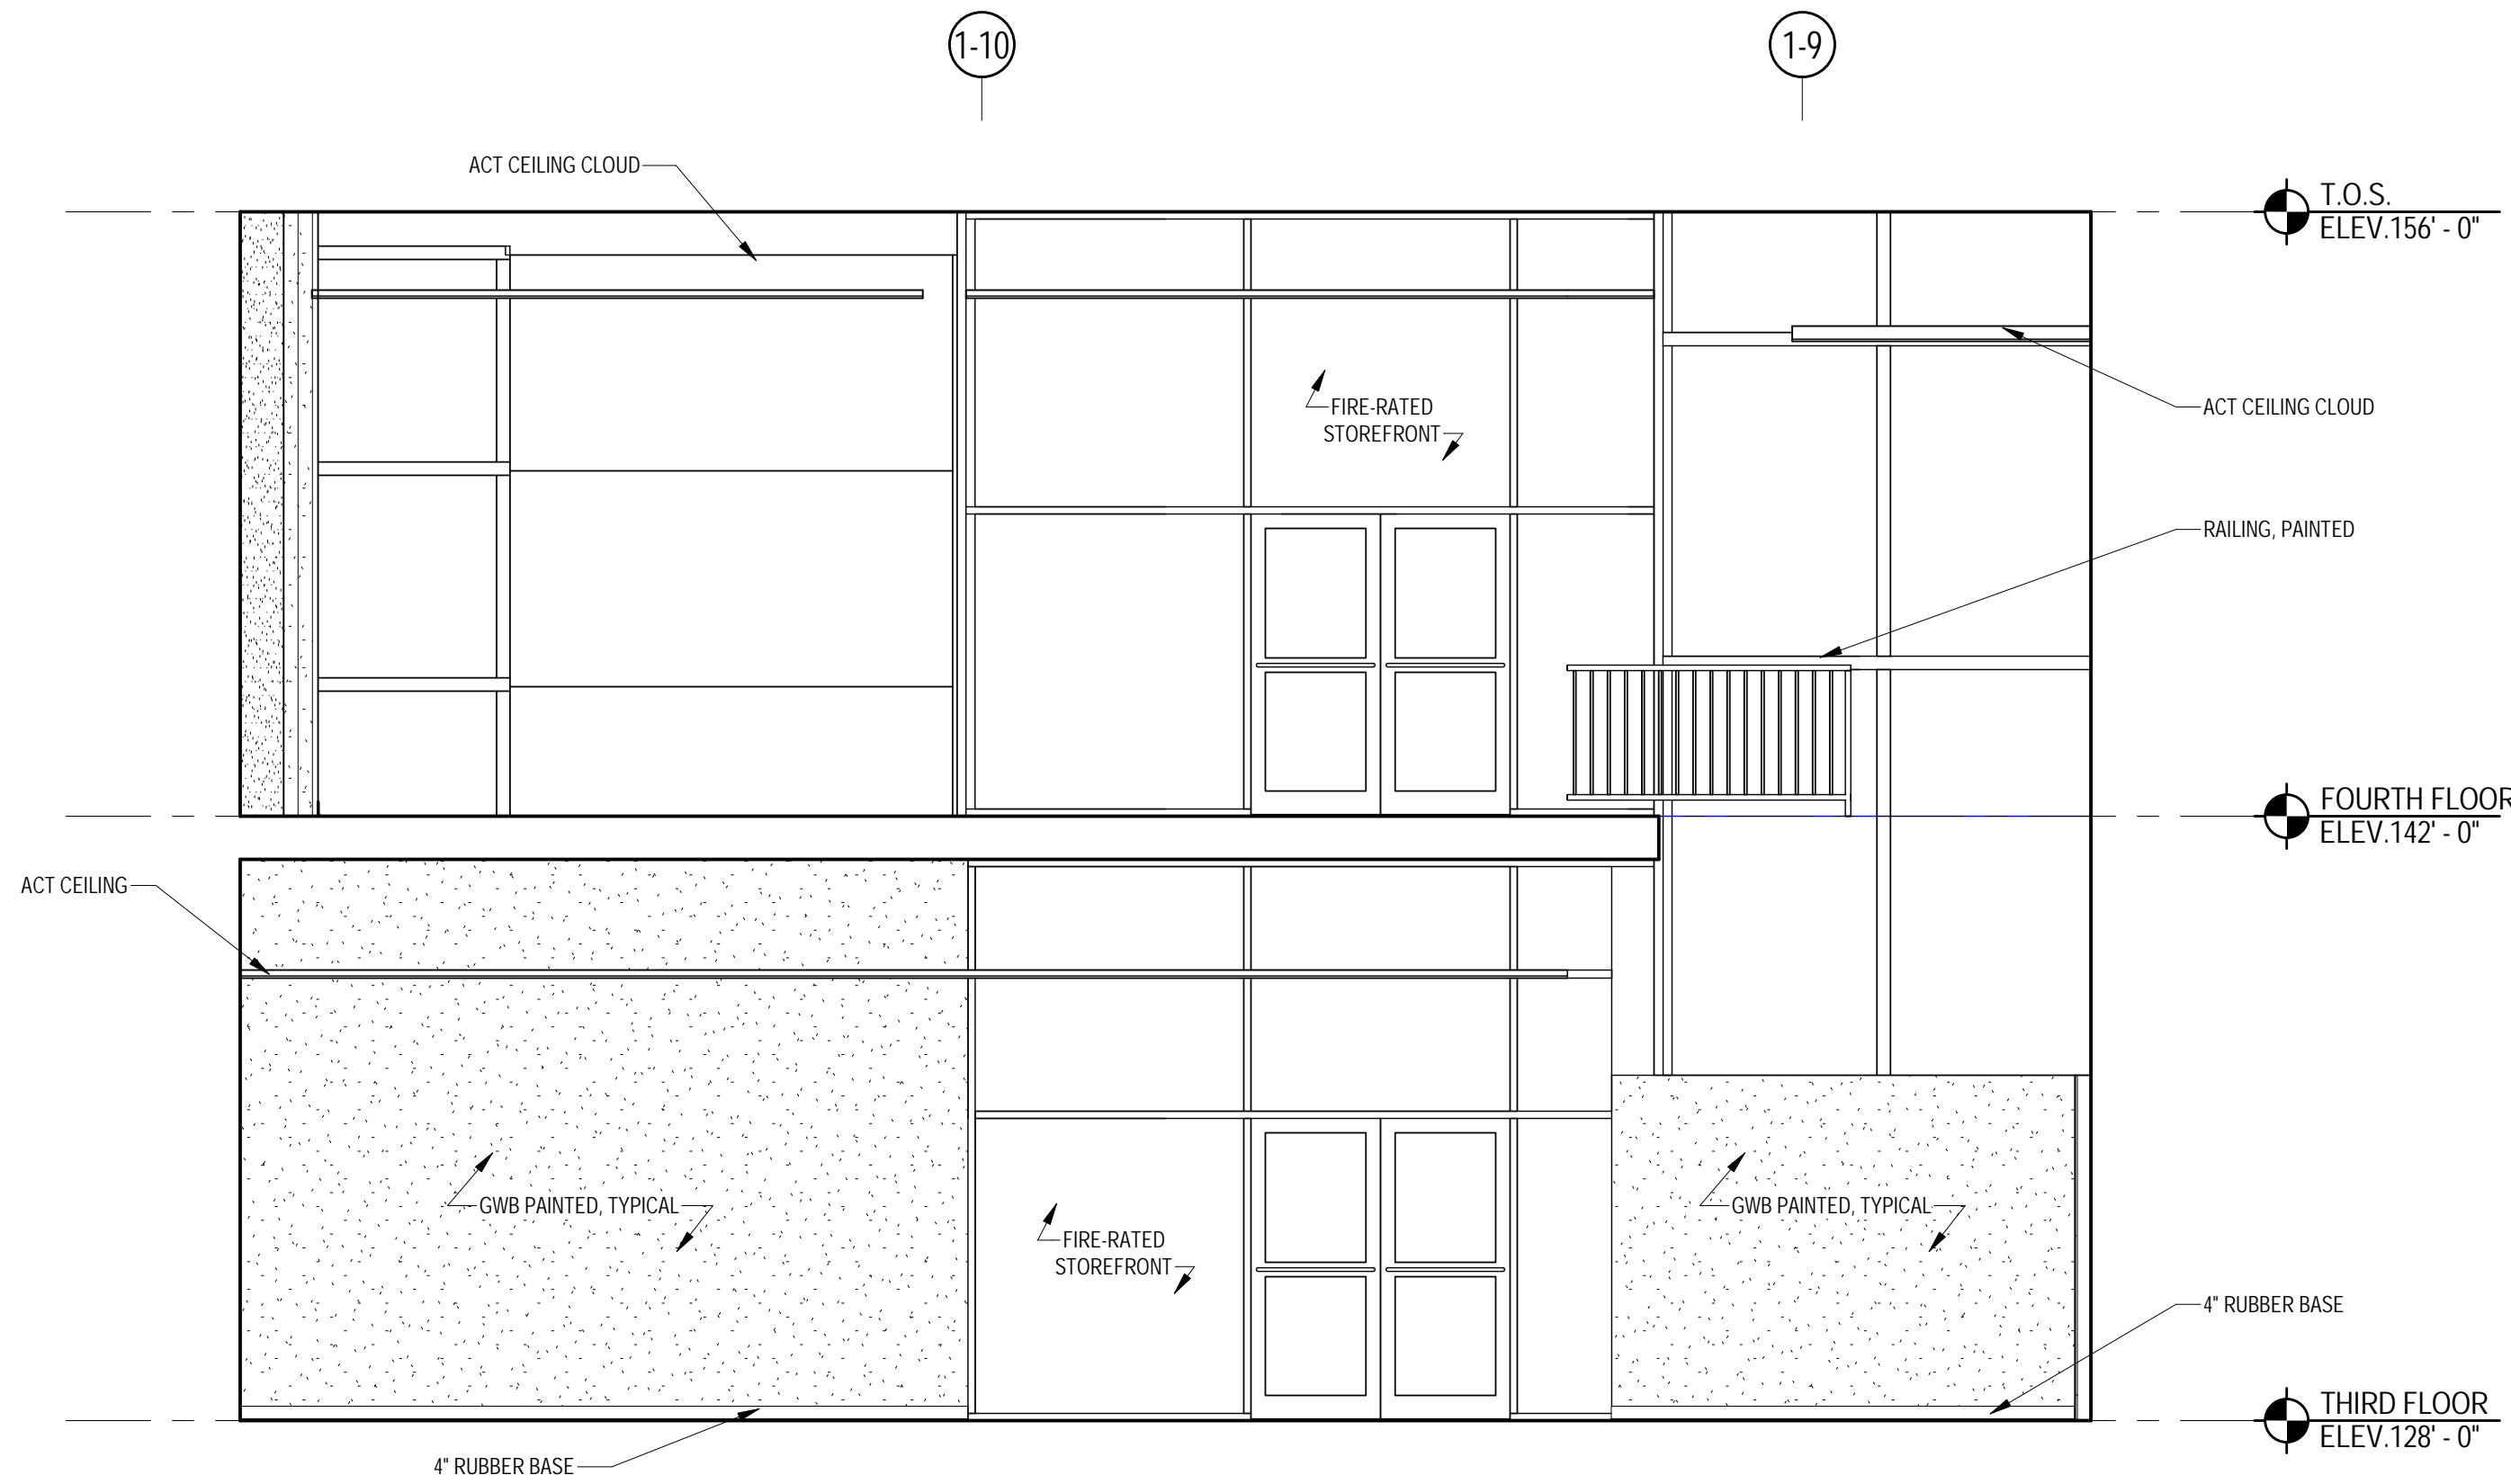 1-10
1-9
ACT CEILING CLOUD
T.O.S.
ELEV.156' - 0"
FIRE-RATED
STOREFRONT
ACT CEILING CLOUD
RAILING, PAINTED
FOURTH FLOOR
ELEV.142' - 0"
ACT CEILING
GWB PAINTED, TYPICAL
FIRE-RATED
STOREFRONT
GWB PAINTED, TYPICAL
4" RUBBER BASE
THIRD FLOOR
ELEV.128' - 0"
4" RUBBER BASE